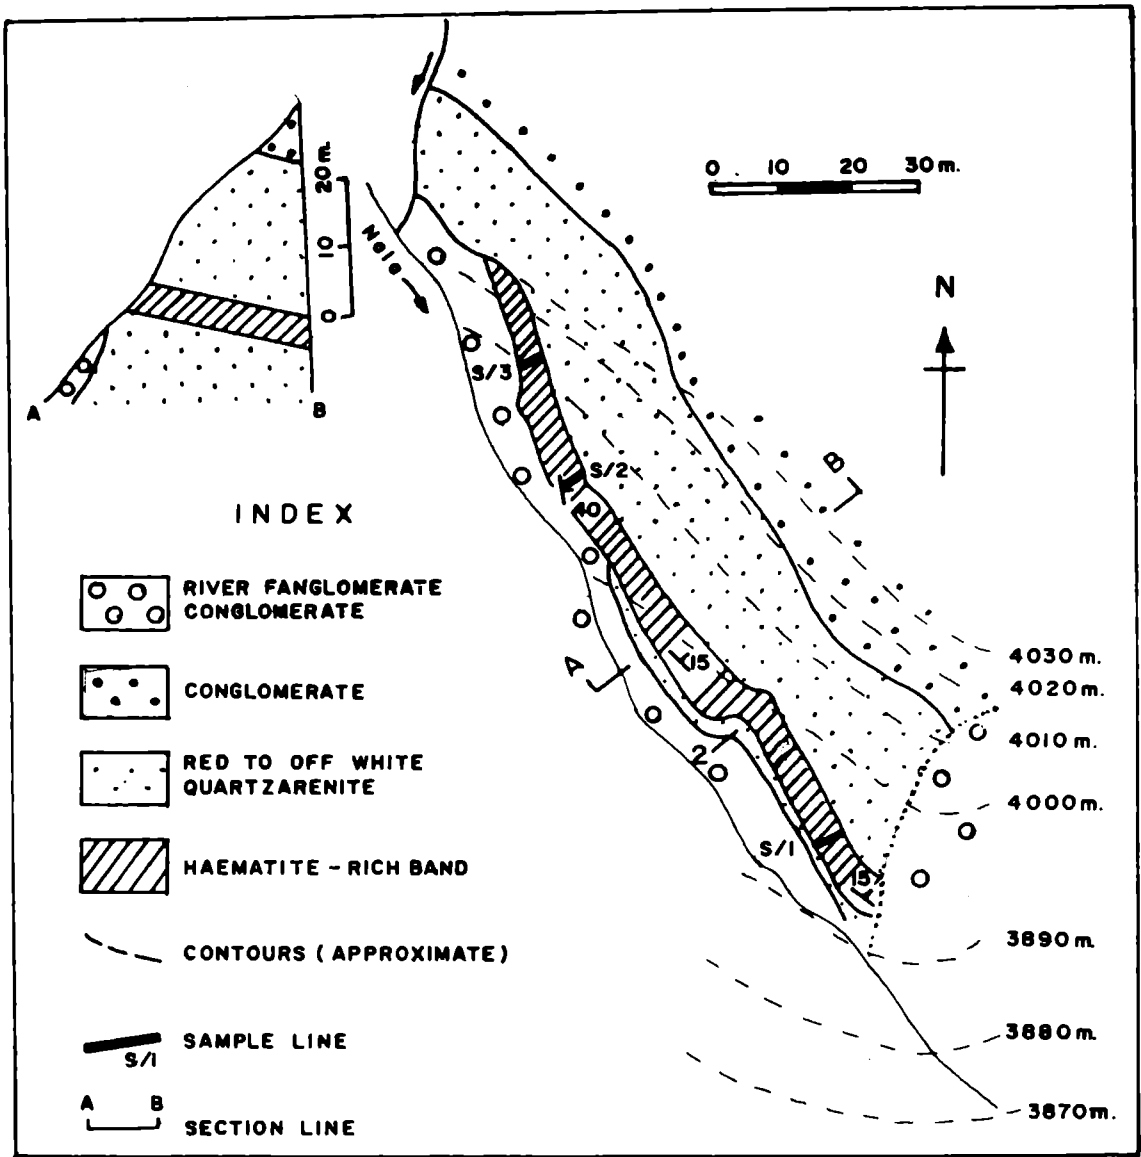 0 10 20 30 m.
20 m.
10
0
Nala
A
B
N
S/3
S/2
40
B
A
15
2
S/1
15
4030 m.
4020 m.
4010 m.
4000 m.
3890 m.
3880 m.
3870 m.
INDEX
RIVER FANGLOMERATE
CONGLOMERATE
CONGLOMERATE
RED TO OFF WHITE
QUARTZARENITE
HAEMATITE - RICH BAND
CONTOURS ( APPROXIMATE )
S/1
SAMPLE LINE
A B
SECTION LINE